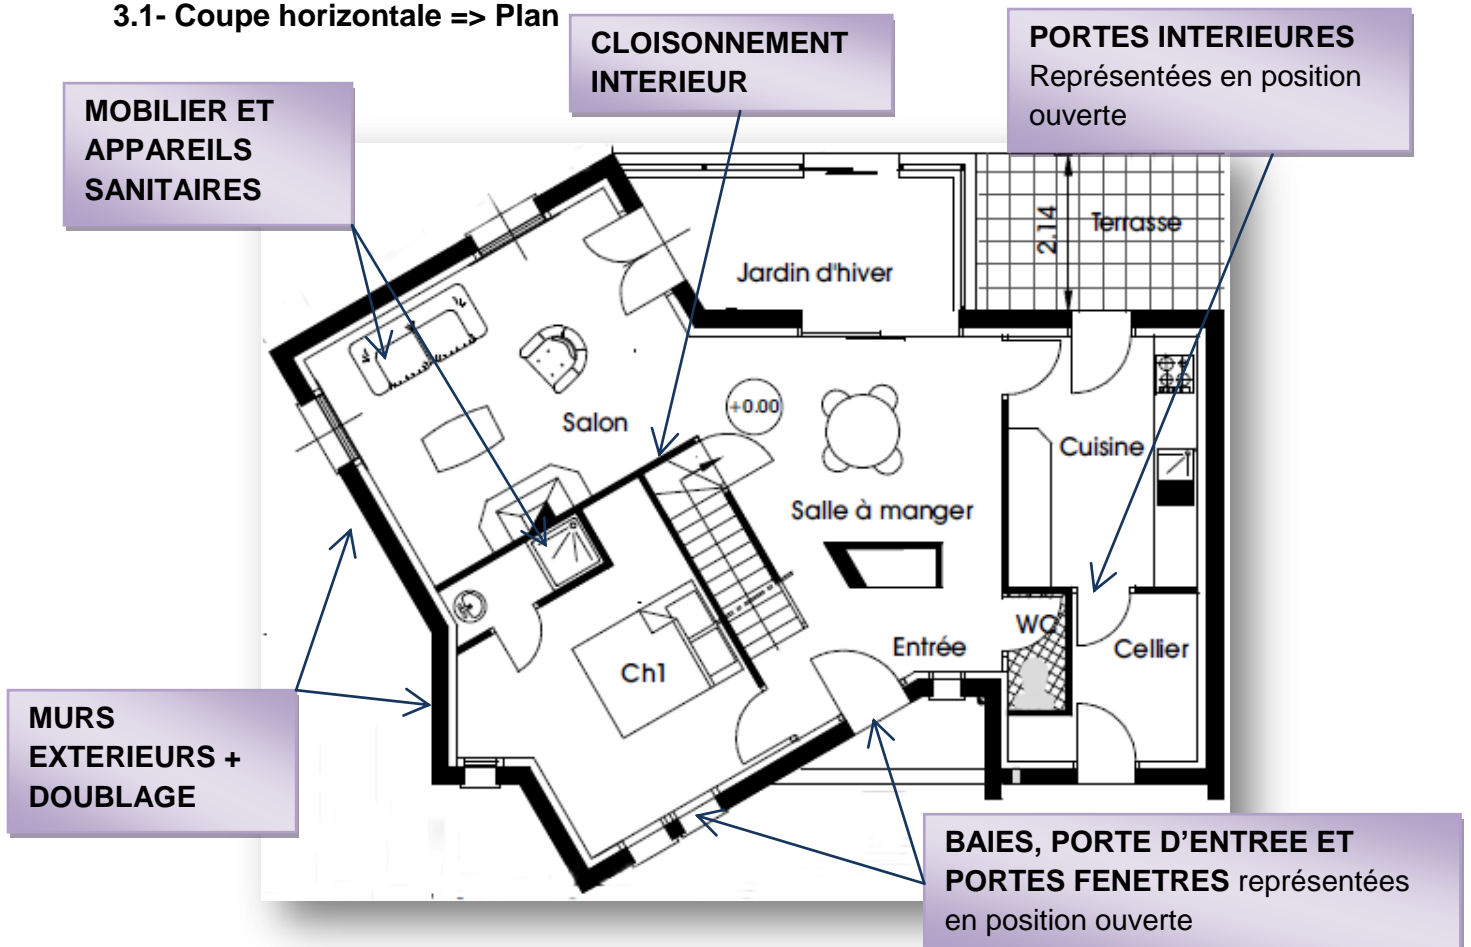 3.1- Coupe horizontale => Plan
CLOISONNEMENT
INTERIEUR
PORTES INTERIEURES
Représentées en position
ouverte
MOBILIER ET
APPAREILS
SANITAIRES
2.14
Terrasse
Jardin d'hiver
+0.00
Salon
Cuisine
Salle à manger
WC
Entrée
Cellier
Ch1
MURS
EXTERIEURS +
DOUBLAGE
BAIES, PORTE D’ENTREE ET
PORTES FENETRES représentées
en position ouverte